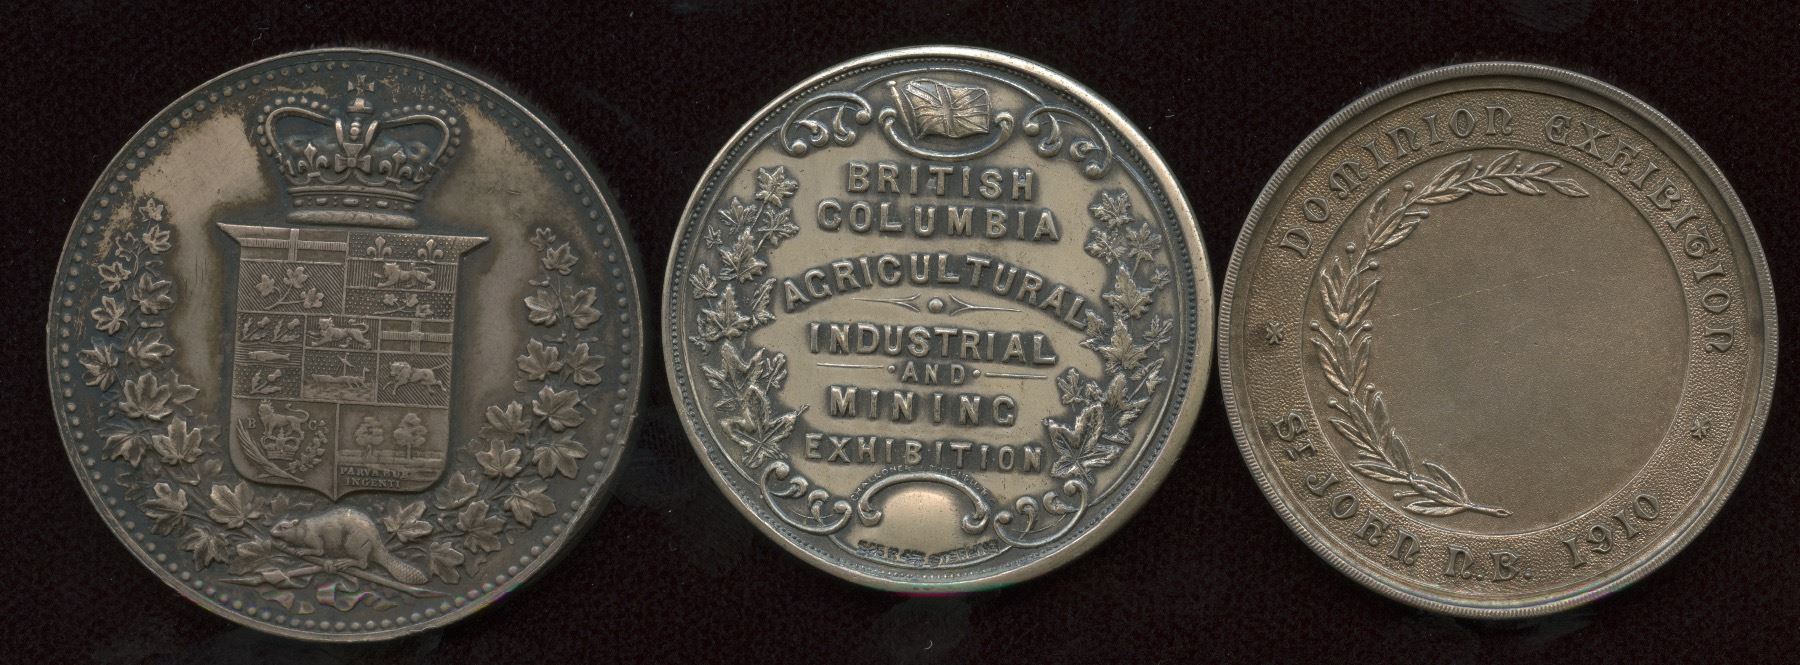 B C
PARVA SUB
INGENTI
BRITISH
COLUMBIA
AGRICULTURAL
INDUSTRIAL
AND
MINING
EXHIBITION
DOMINION EXHIBITION
* *
ST JOHN N.B. 1910